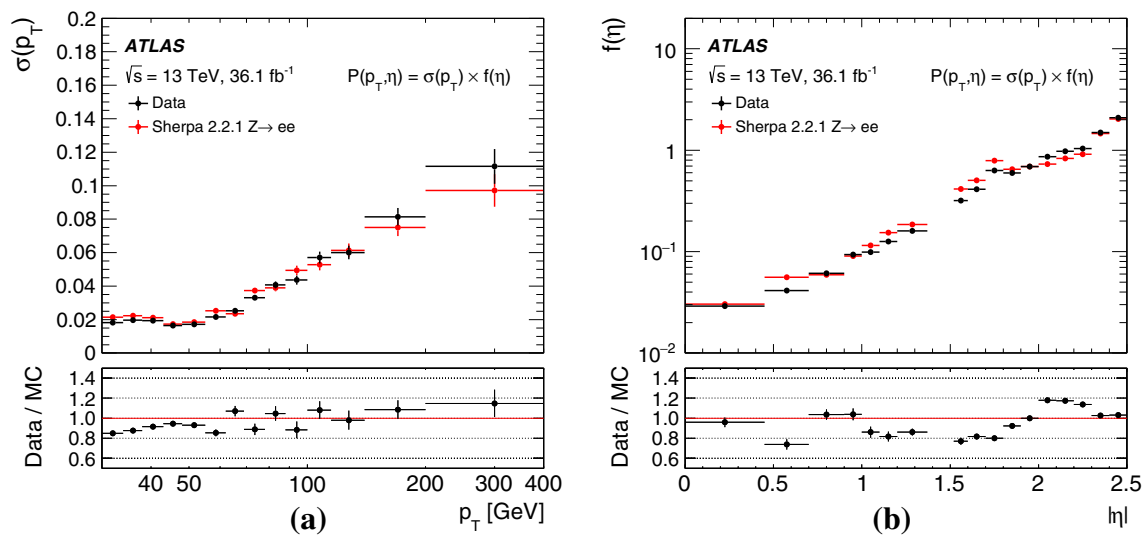 σ(p_T)
0.2
0.18
0.16
0.14
0.12
0.1
0.08
0.06
0.04
0.02
0
ATLAS
√s = 13 TeV, 36.1 fb⁻¹
P(p_T,η) = σ(p_T) × f(η)
Data
Sherpa 2.2.1 Z→ ee
Data / MC
1.4
1.2
1.0
0.8
0.6
40 50 100 200 300 400
p_T [GeV]
(a)
f(η)
10
1
10⁻¹
10⁻²
ATLAS
√s = 13 TeV, 36.1 fb⁻¹
P(p_T,η) = σ(p_T) × f(η)
Data
Sherpa 2.2.1 Z→ ee
Data / MC
1.4
1.2
1.0
0.8
0.6
0 0.5 1 1.5 2 2.5
|η|
(b)